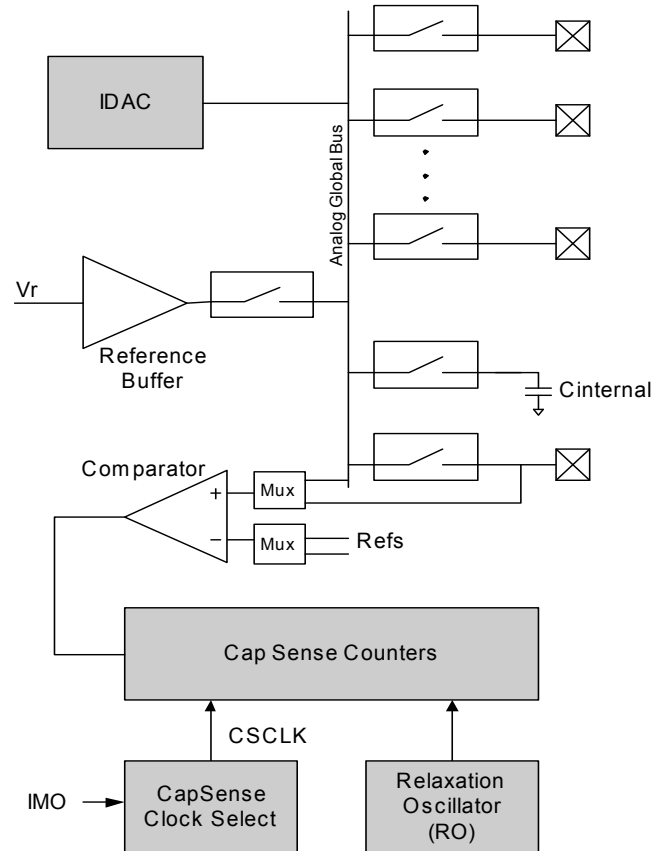 IDAC
Analog Global Bus
Vr
Reference
Buffer
Cinternal
Comparator
+
Mux
−
Mux
Refs
Cap Sense Counters
CSCLK
IMO
CapSense
Clock Select
Relaxation
Oscillator
(RO)